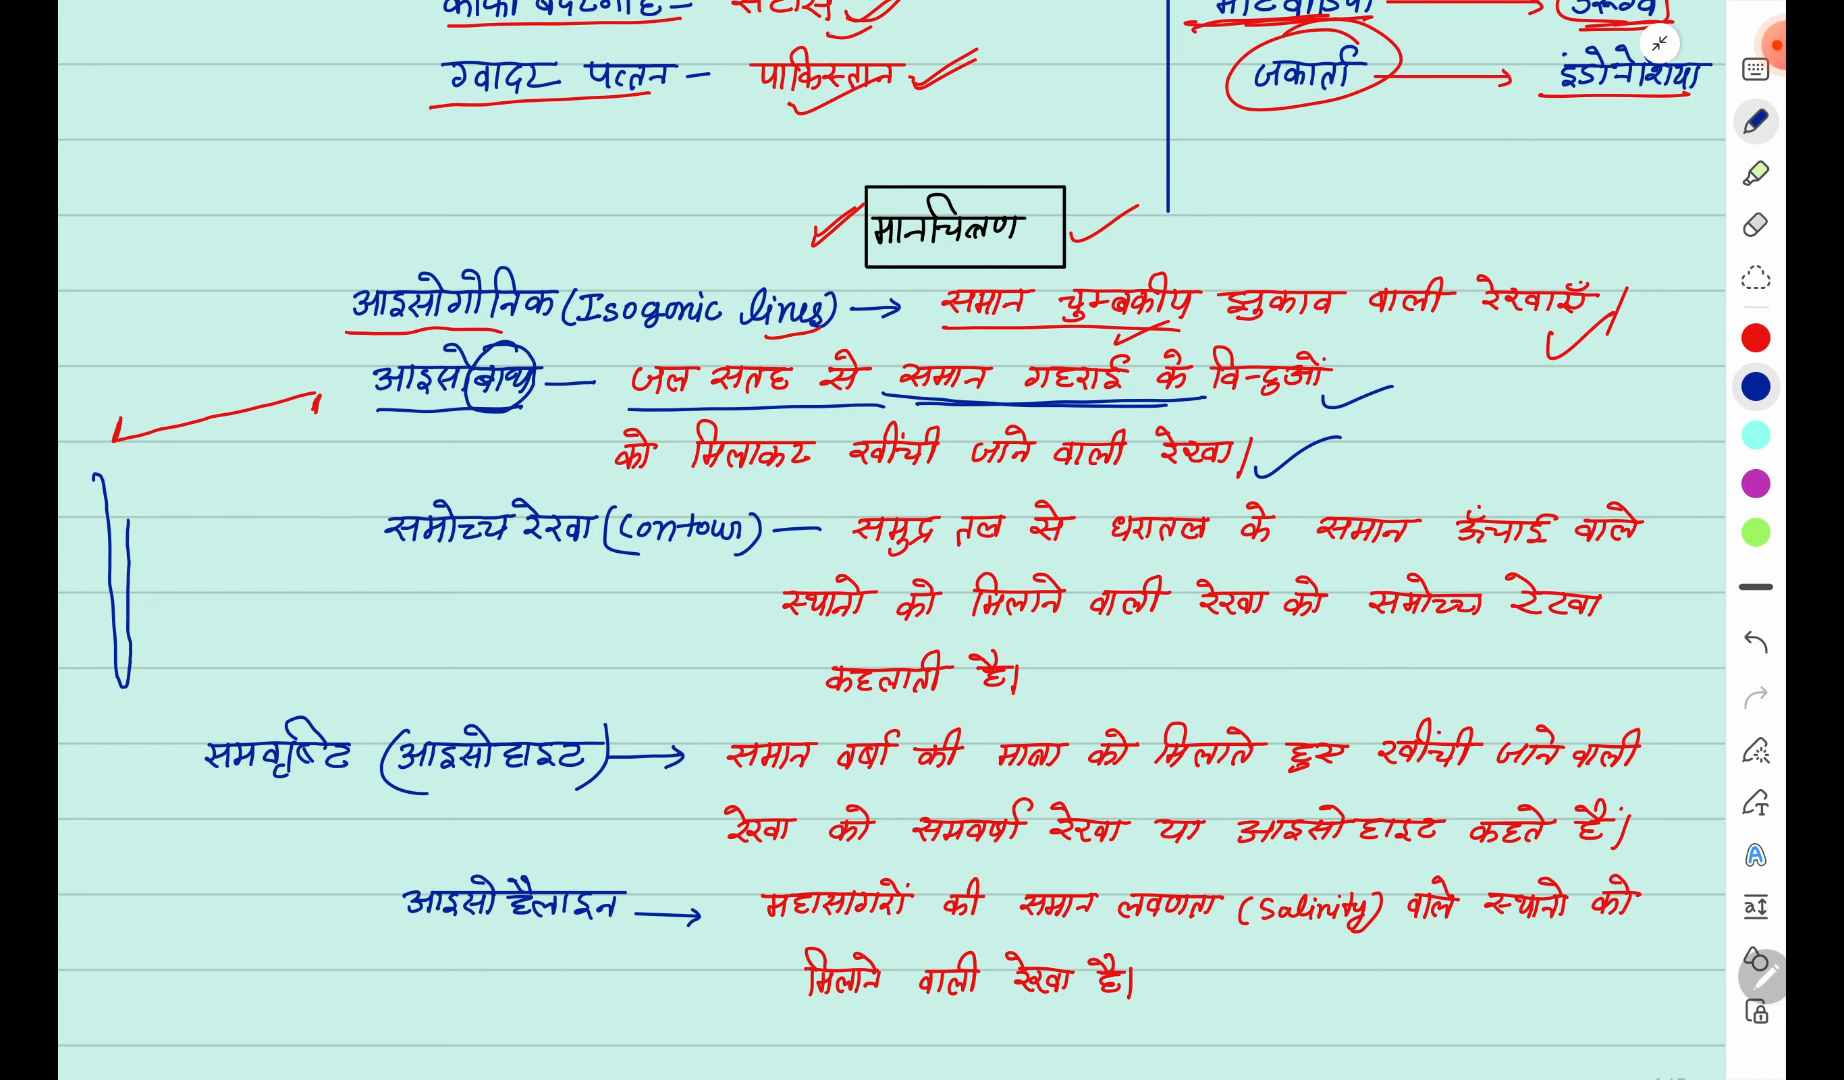 ग्वादर पत्तन - पाकिस्तान
जकार्ता → इंडोनेशिया
मानचित्रण
आइसोगोनिक (Isogonic lines) → समान चुम्बकीय झुकाव वाली रेखाएँ।
आइसोबाथ — जल सतह से समान गहराई के बिन्दुओं
को मिलाकर खींची जाने वाली रेखा।
समोच्च रेखा (Contour) — समुद्र तल से धरातल के समान ऊँचाई वाले
स्थानो को मिलाने वाली रेखा को समोच्च रेखा
कहलाती है।
समवृष्टि (आइसोहाइट) → समान वर्षा की मात्रा को मिलाते हुए खींची जाने वाली
रेखा को समवर्षा रेखा या आइसोहाइट कहते हैं।
आइसोहैलाइन → महासागरों की समान लवणता (Salinity) वाले स्थानो को
मिलाने वाली रेखा है।